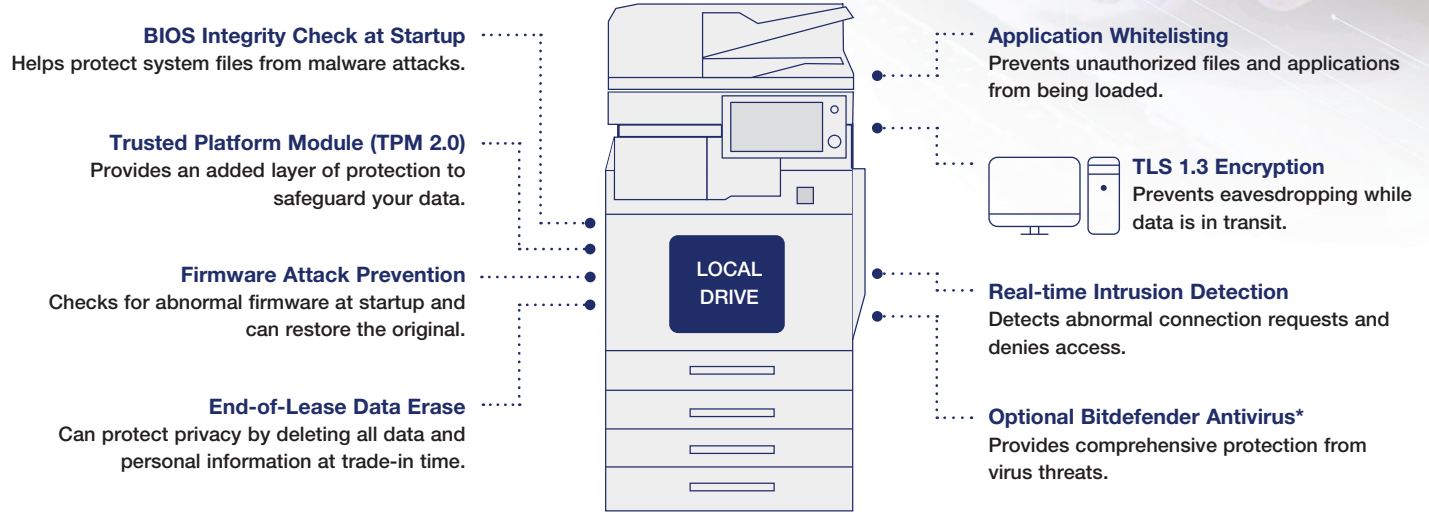 BIOS Integrity Check at Startup
Helps protect system files from malware attacks.
Trusted Platform Module (TPM 2.0)
Provides an added layer of protection to
safeguard your data.
Firmware Attack Prevention
Checks for abnormal firmware at startup and
can restore the original.
End-of-Lease Data Erase
Can protect privacy by deleting all data and
personal information at trade-in time.
LOCAL
DRIVE
Application Whitelisting
Prevents unauthorized files and applications
from being loaded.
TLS 1.3 Encryption
Prevents eavesdropping while
data is in transit.
Real-time Intrusion Detection
Detects abnormal connection requests and
denies access.
Optional Bitdefender Antivirus*
Provides comprehensive protection from
virus threats.